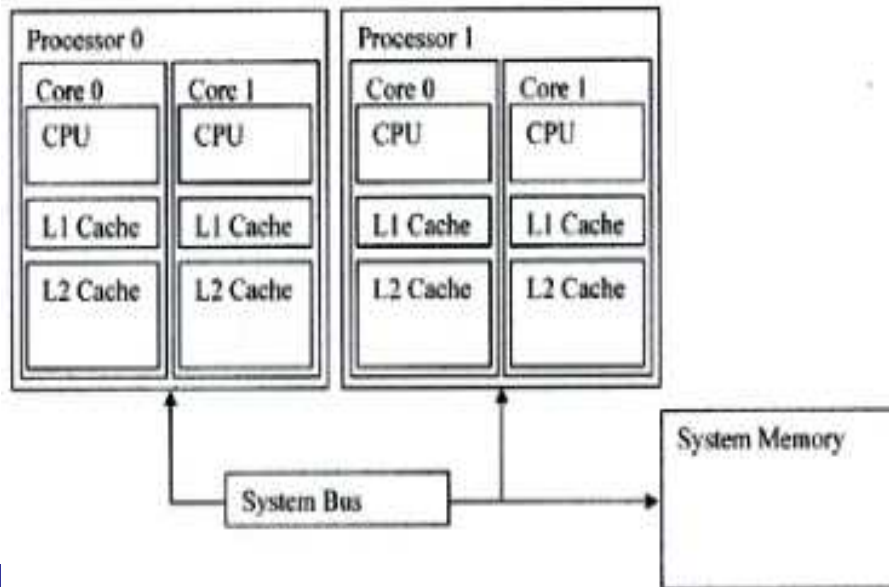 Processor 0
Core 0
CPU
L1 Cache
L2 Cache
Core 1
CPU
L1 Cache
L2 Cache
Processor 1
Core 0
CPU
L1 Cache
L2 Cache
Core 1
CPU
L1 Cache
L2 Cache
System Bus
System Memory